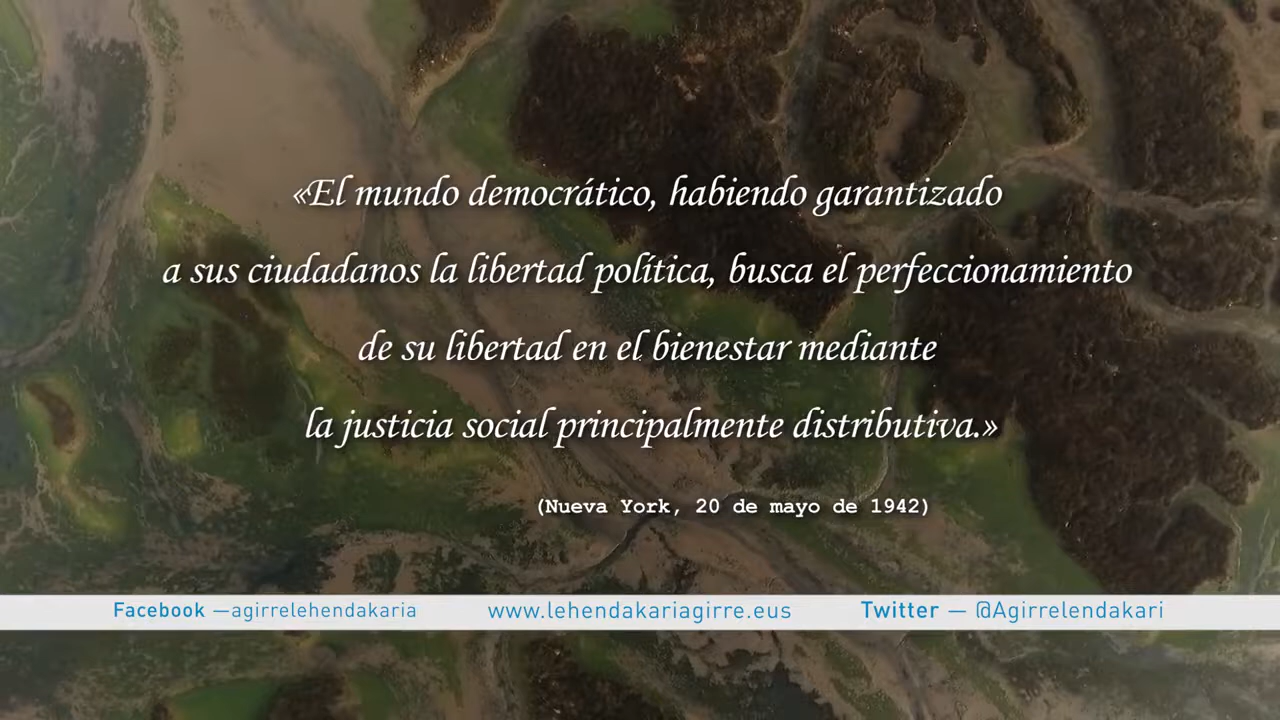 «El mundo democrático, habiendo garantizado
a sus ciudadanos la libertad política, busca el perfeccionamiento
de su libertad en el bienestar mediante
la justicia social principalmente distributiva.»
(Nueva York, 20 de mayo de 1942)
Facebook —agirrelehendakaria www.lehendakariagirre.eus Twitter — @Agirrelendakari